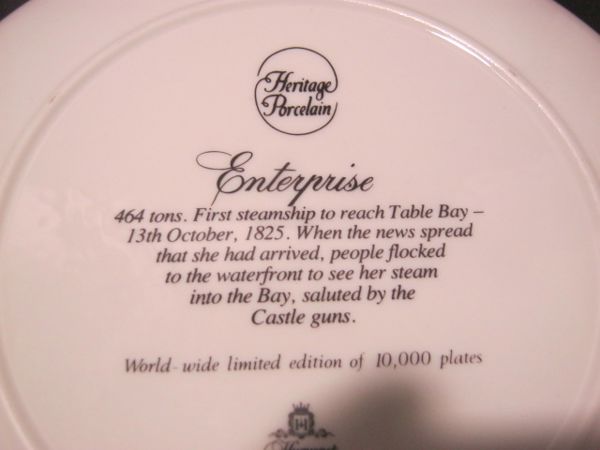 Heritage
Porcelain
Enterprise
464 tons. First steamship to reach Table Bay –
13th October, 1825. When the news spread
that she had arrived, people flocked
to the waterfront to see her steam
into the Bay, saluted by the
Castle guns.
World-wide limited edition of 10,000 plates
H